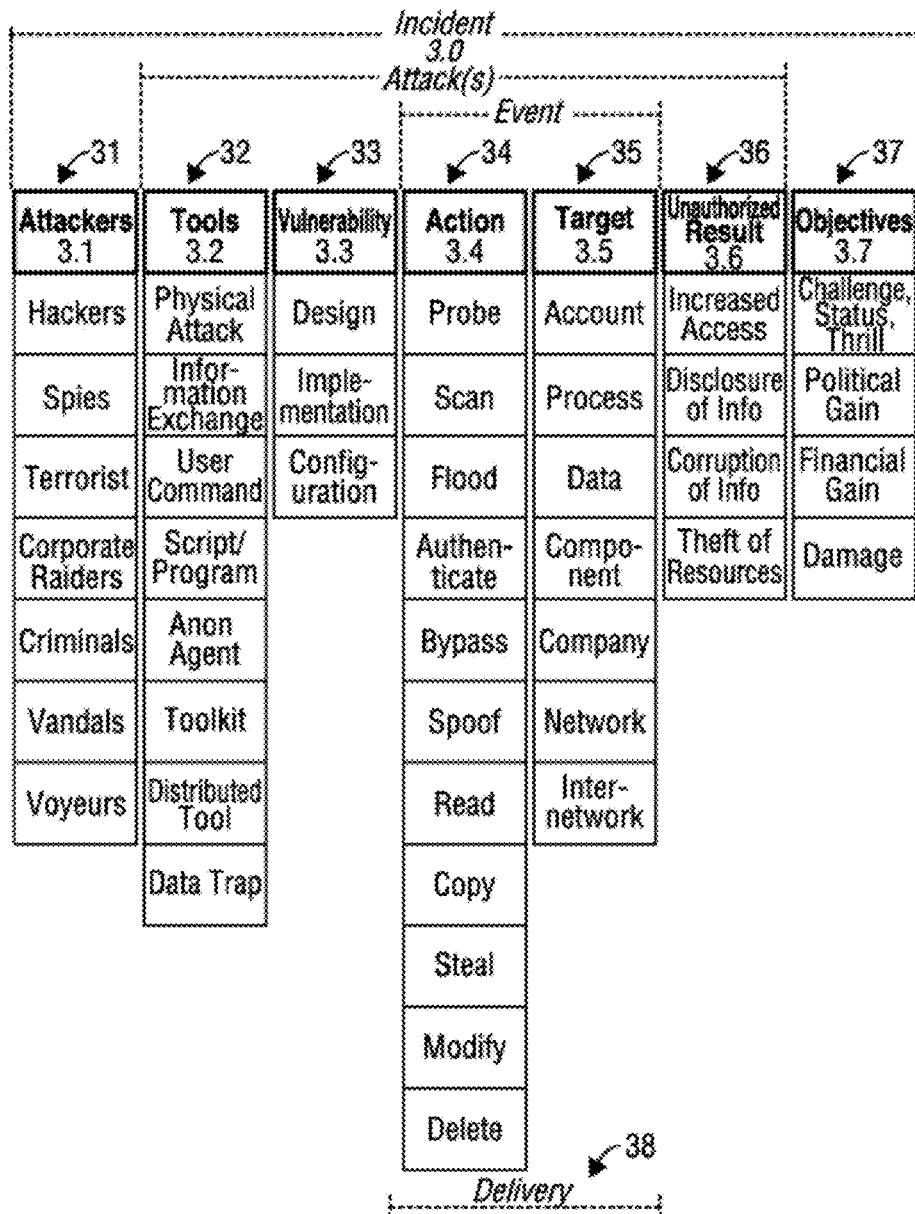 Incident
3.0
Attack(s)
Event
31
32
33
34
35
36
37
Attackers
3.1
Hackers
Spies
Terrorist
Corporate
Raiders
Criminals
Vandals
Voyeurs
Tools
3.2
Physical
Attack
Infor-
mation
Exchange
User
Command
Script/
Program
Anon
Agent
Toolkit
Distributed
Tool
Data Trap
Vulnerability
3.3
Design
Imple-
mentation
Config-
uration
Action
3.4
Probe
Scan
Flood
Authen-
ticate
Bypass
Spoof
Read
Copy
Steal
Modify
Delete
Target
3.5
Account
Process
Data
Compo-
nent
Company
Network
Inter-
network
Unauthorized
Result
3.6
Increased
Access
Disclosure
of Info
Corruption
of Info
Theft of
Resources
Objectives
3.7
Challenge,
Status,
Thrill
Political
Gain
Financial
Gain
Damage
38
Delivery